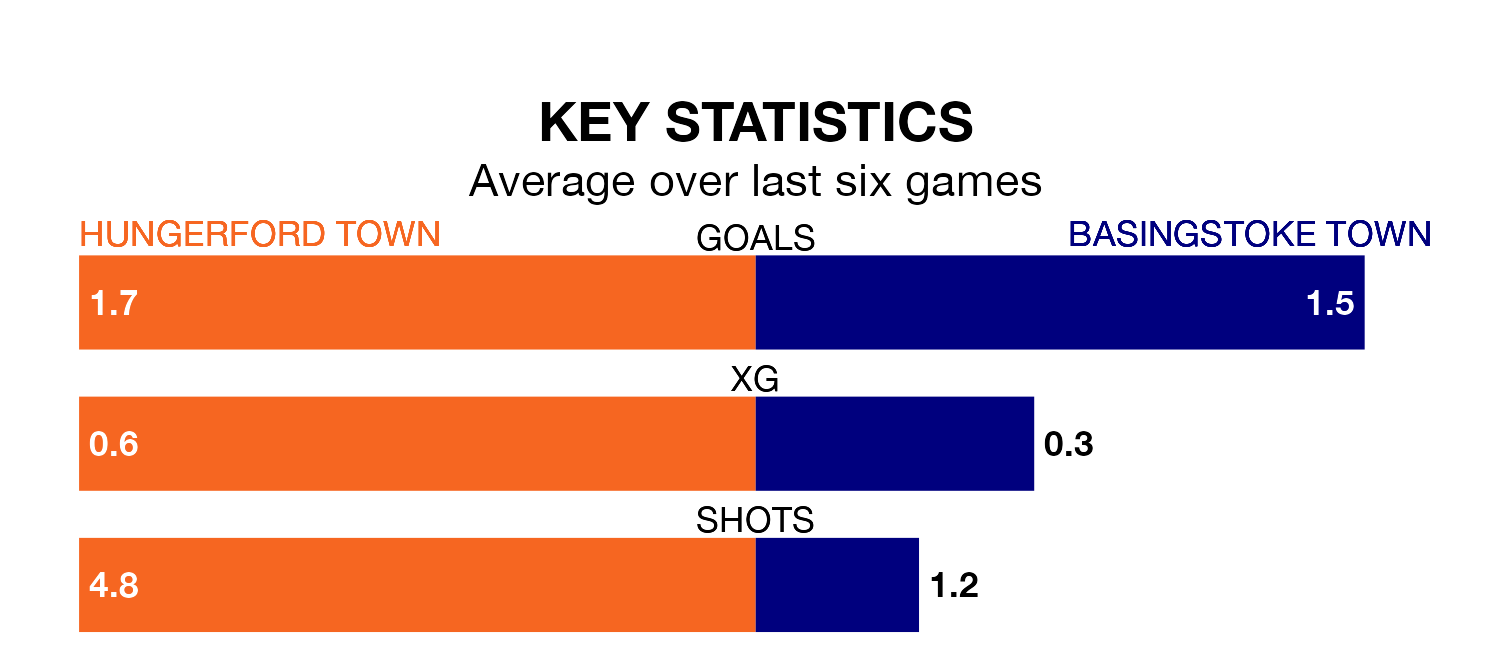 KEY STATISTICS
Average over last six games
HUNGERFORD TOWN GOALS BASINGSTOKE TOWN
1.7 1.5
XG
0.6 0.3
SHOTS
4.8 1.2